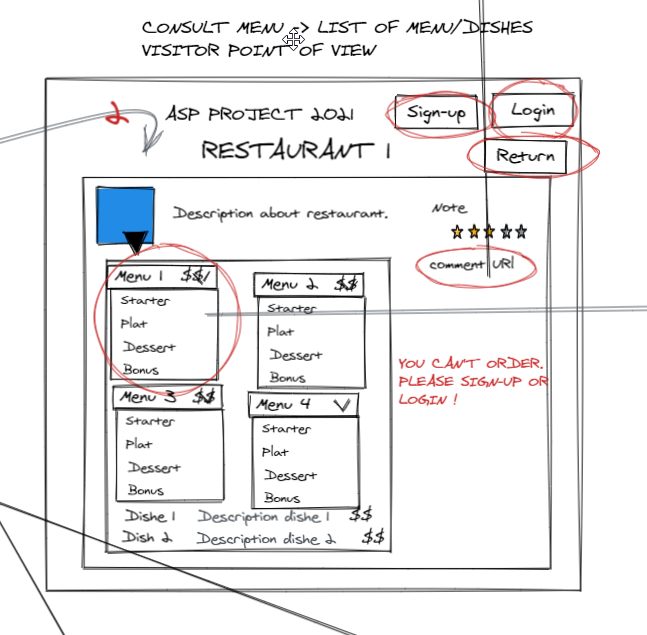 CONSULT MENU -> LIST OF MENU/DISHES
VISITOR POINT OF VIEW
2
ASP PROJECT 2021
Sign-up
Login
RESTAURANT 1
Return
Description about restaurant.
Note
comment URl
Menu 1 $$/
Starter
Plat
Dessert
Bonus
Menu 2 $$
Starter
Plat
Dessert
Bonus
YOU CAN'T ORDER.
PLEASE SIGN-UP OR
LOGIN !
Menu 3 $$
Starter
Plat
Dessert
Bonus
Menu 4
Starter
Plat
Dessert
Bonus
Dishe 1 Description dishe 1 $$
Dish 2 Description dishe 2 $$